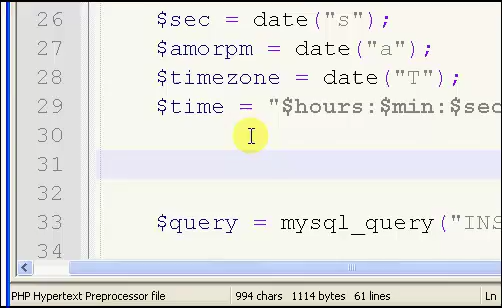 26 $sec = date("s");
27 $amorpm = date("a");
28 $timezone = date("T");
29 $time = "$hours:$min:$sec
30
31
32
33 $query = mysql_query("INS
34
PHP Hypertext Preprocessor file 994 chars 1114 bytes 61 lines Ln